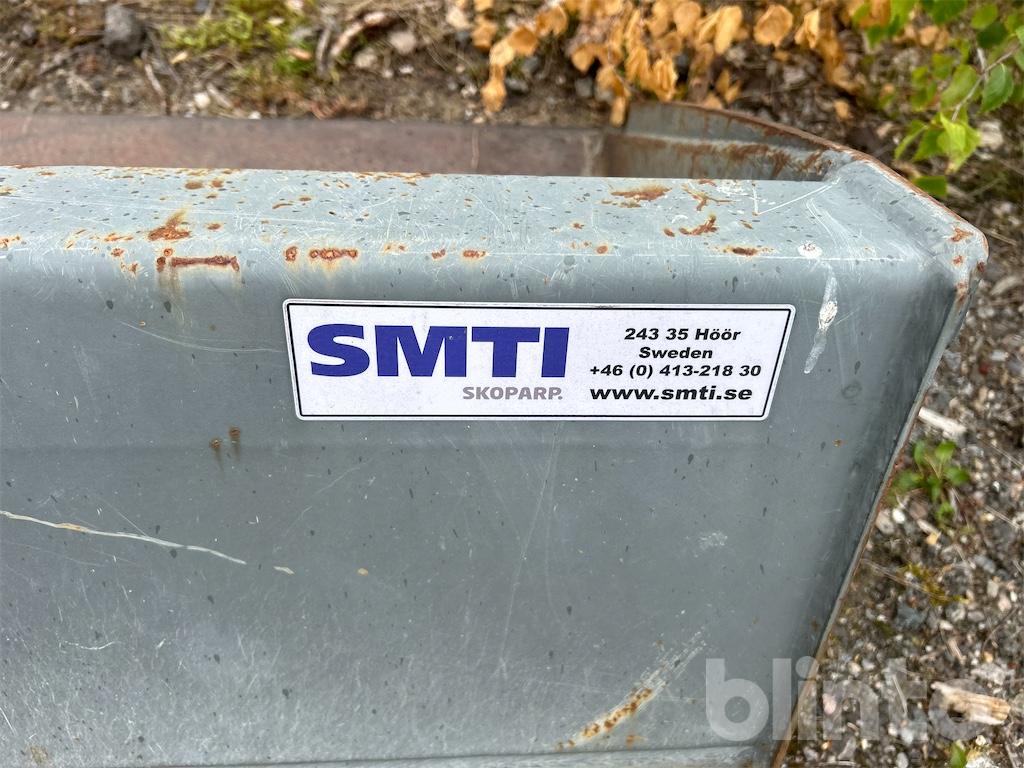 SMTI
SKOPARP.
243 35 Höör
Sweden
+46 (0) 413-218 30
www.smti.se
blinto